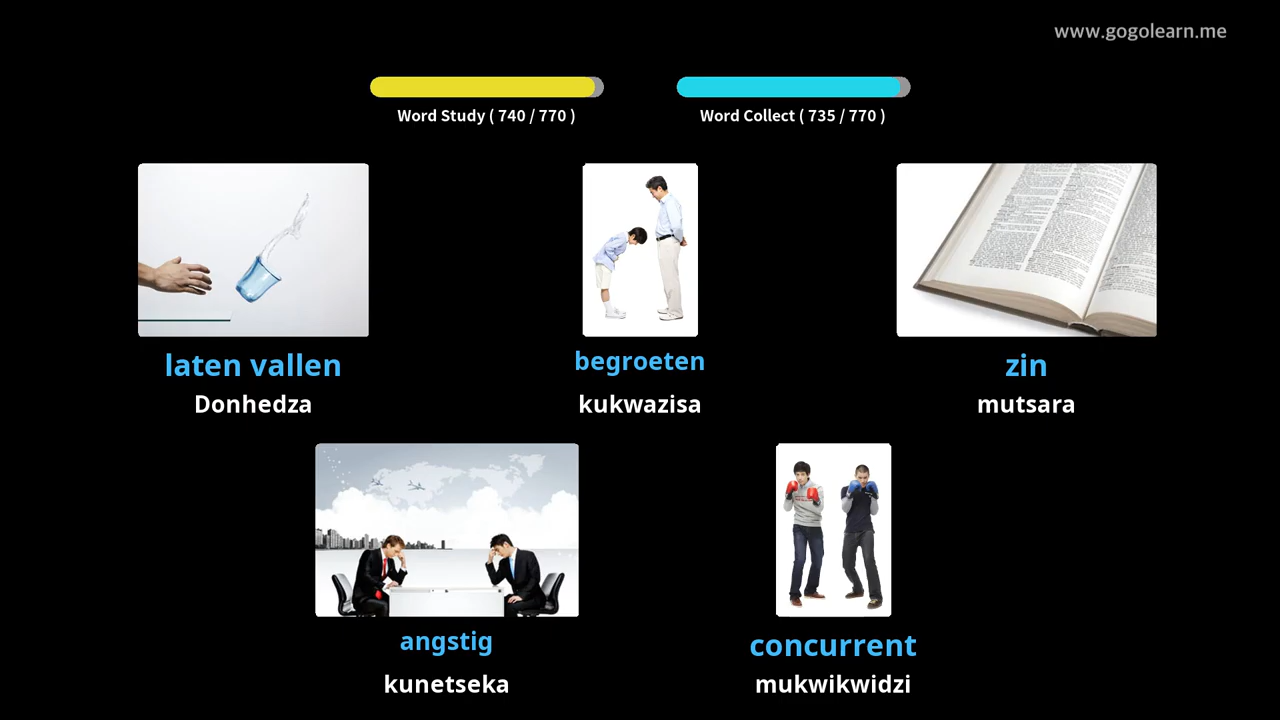 www.gogolearn.me
Word Study ( 740 / 770 )
Word Collect ( 735 / 770 )
laten vallen
Donhedza
begroeten
kukwazisa
zin
mutsara
angstig
kunetseka
concurrent
mukwikwidzi